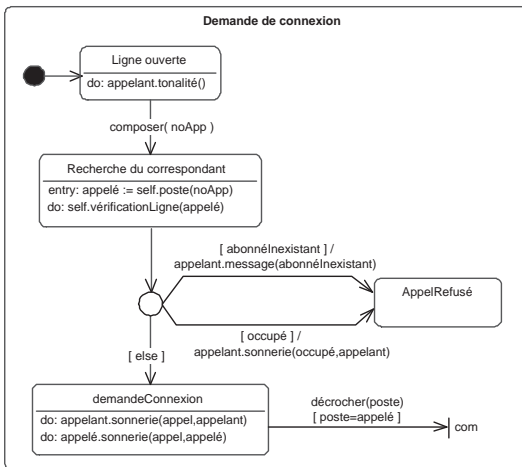 Demande de connexion
Ligne ouverte
do: appelant.tonalité()
composer( noApp )
Recherche du correspondant
entry: appelé := self.poste(noApp)
do: self.vérificationLigne(appelé)
[ abonnéInexistant ] /
appelant.message(abonnéInexistant)
AppelRefusé
[ occupé ] /
appelant.sonnerie(occupé,appelant)
[ else ]
demandeConnexion
do: appelant.sonnerie(appel,appelant)
do: appelé.sonnerie(appel,appelé)
décrocher(poste)
[ poste=appelé ]
com